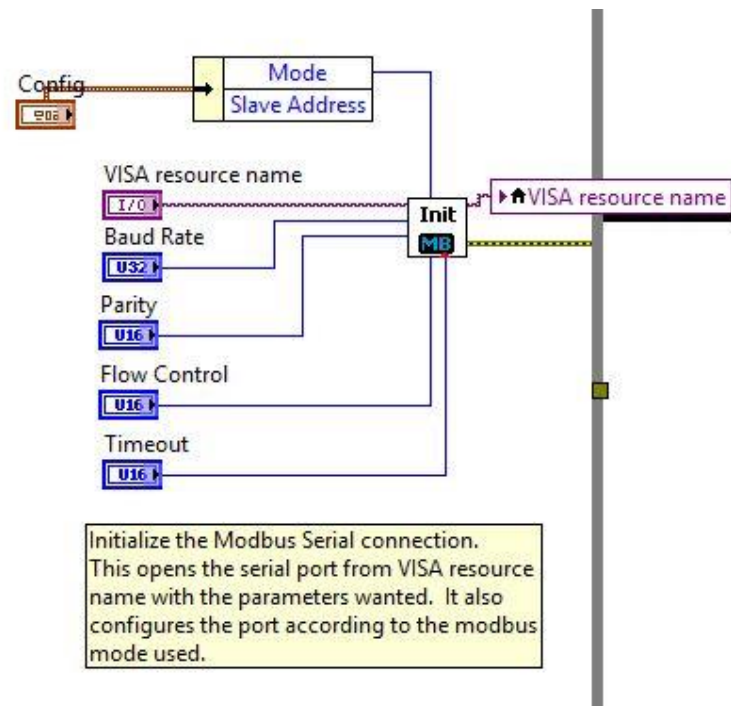 Config
Mode
Slave Address
VISA resource name
I/O
Init
MB
VISA resource name
Baud Rate
U32
Parity
U16
Flow Control
U16
Timeout
U16
Initialize the Modbus Serial connection.
This opens the serial port from VISA resource
name with the parameters wanted. It also
configures the port according to the modbus
mode used.